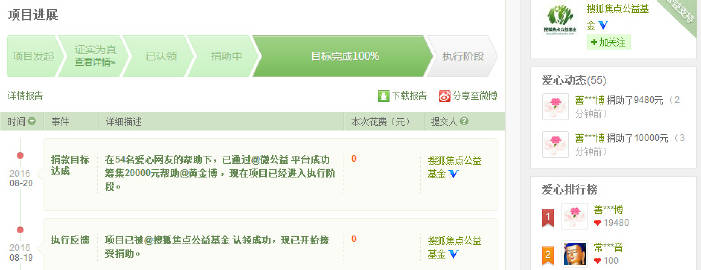 项目进展
项目发起
证实为真
查看详情»
已认领
捐助中
目标完成100%
执行阶段
详情报告
下载报告
分享至微博
时间
事件
详细描述
本次花费（元）
提交人
2016
08-20
捐款目标
达成
在54名爱心网友的帮助下，已通过@微公益 平台成功
筹集20000元帮助@黄金博 ，现在项目已经进入执行阶
段。
0
搜狐焦点公益
基金
2016
08-19
执行反馈
项目已被@搜狐焦点公益基金 认领成功，现已开始接
受捐助。
0
搜狐焦点公益
基金
搜狐焦点公益基
金
+加关注
爱心动态(55)
善***博 捐助了9480元（2
分钟前）
善***博 捐助了10000元（3
分钟前）
爱心排行榜
1
善***博
19480
2
常***音
100